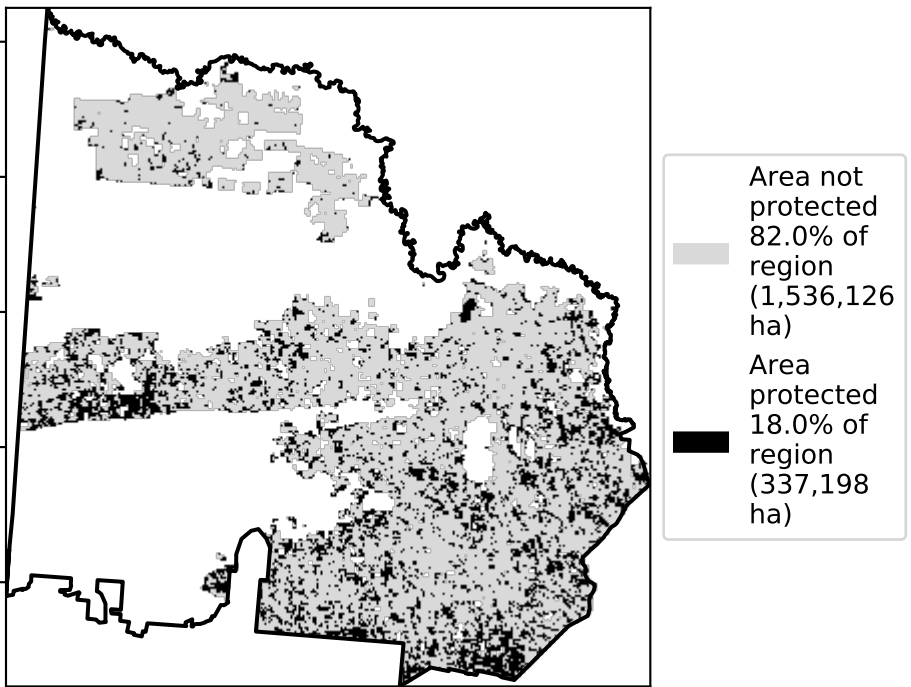 Area not
protected
82.0% of
region
(1,536,126
ha)
Area
protected
18.0% of
region
(337,198
ha)